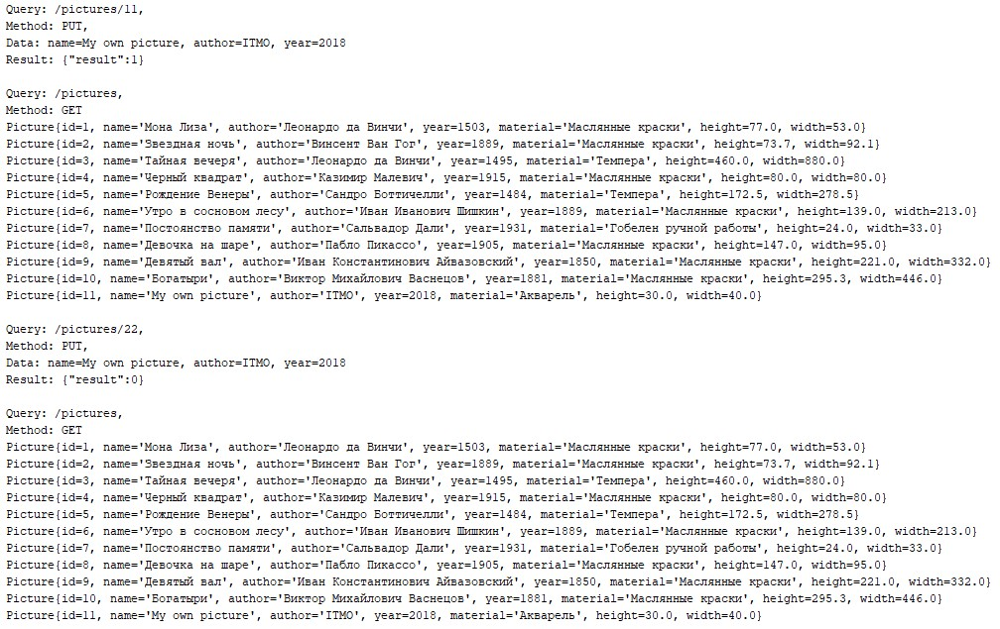 Query: /pictures/11,
Method: PUT,
Data: name=My own picture, author=ITMO, year=2018
Result: {"result":1}
Query: /pictures,
Method: GET
Picture{id=1, name='Мона Лиза', author='Леонардо да Винчи', year=1503, material='Маслянные краски', height=77.0, width=53.0}
Picture{id=2, name='Звездная ночь', author='Винсент Ван Гог', year=1889, material='Маслянные краски', height=73.7, width=92.1}
Picture{id=3, name='Тайная вечеря', author='Леонардо да Винчи', year=1495, material='Темпера', height=460.0, width=880.0}
Picture{id=4, name='Черный квадрат', author='Казимир Малевич', year=1915, material='Маслянные краски', height=80.0, width=80.0}
Picture{id=5, name='Рождение Венеры', author='Сандро Боттичелли', year=1484, material='Темпера', height=172.5, width=278.5}
Picture{id=6, name='Утро в сосновом лесу', author='Иван Иванович Шишкин', year=1889, material='Маслянные краски', height=139.0, width=213.0}
Picture{id=7, name='Постоянство памяти', author='Сальвадор Дали', year=1931, material='Гобелен ручной работы', height=24.0, width=33.0}
Picture{id=8, name='Девочка на шаре', author='Пабло Пикассо', year=1905, material='Маслянные краски', height=147.0, width=95.0}
Picture{id=9, name='Девятый вал', author='Иван Константинович Айвазовский', year=1850, material='Маслянные краски', height=221.0, width=332.0}
Picture{id=10, name='Богатыри', author='Виктор Михайлович Васнецов', year=1881, material='Маслянные краски', height=295.3, width=446.0}
Picture{id=11, name='My own picture', author='ITMO', year=2018, material='Акварель', height=30.0, width=40.0}
Query: /pictures/22,
Method: PUT,
Data: name=My own picture, author=ITMO, year=2018
Result: {"result":0}
Query: /pictures,
Method: GET
Picture{id=1, name='Мона Лиза', author='Леонардо да Винчи', year=1503, material='Маслянные краски', height=77.0, width=53.0}
Picture{id=2, name='Звездная ночь', author='Винсент Ван Гог', year=1889, material='Маслянные краски', height=73.7, width=92.1}
Picture{id=3, name='Тайная вечеря', author='Леонардо да Винчи', year=1495, material='Темпера', height=460.0, width=880.0}
Picture{id=4, name='Черный квадрат', author='Казимир Малевич', year=1915, material='Маслянные краски', height=80.0, width=80.0}
Picture{id=5, name='Рождение Венеры', author='Сандро Боттичелли', year=1484, material='Темпера', height=172.5, width=278.5}
Picture{id=6, name='Утро в сосновом лесу', author='Иван Иванович Шишкин', year=1889, material='Маслянные краски', height=139.0, width=213.0}
Picture{id=7, name='Постоянство памяти', author='Сальвадор Дали', year=1931, material='Гобелен ручной работы', height=24.0, width=33.0}
Picture{id=8, name='Девочка на шаре', author='Пабло Пикассо', year=1905, material='Маслянные краски', height=147.0, width=95.0}
Picture{id=9, name='Девятый вал', author='Иван Константинович Айвазовский', year=1850, material='Маслянные краски', height=221.0, width=332.0}
Picture{id=10, name='Богатыри', author='Виктор Михайлович Васнецов', year=1881, material='Маслянные краски', height=295.3, width=446.0}
Picture{id=11, name='My own picture', author='ITMO', year=2018, material='Акварель', height=30.0, width=40.0}